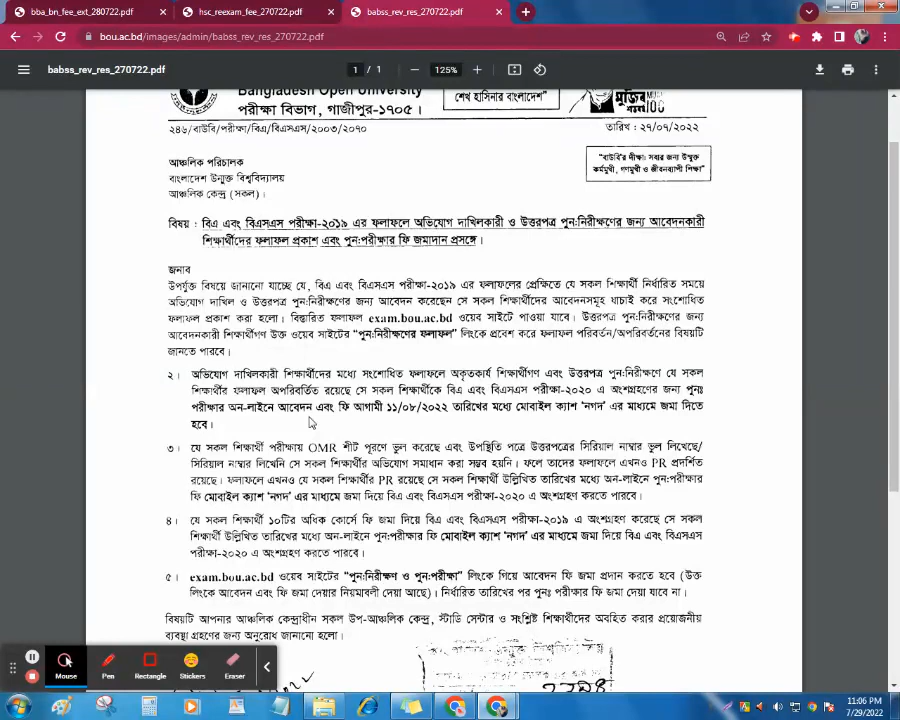 bba_bn_fee_ext_280722.pdf
hsc_reexam_fee_270722.pdf
babss_rev_res_270722.pdf
bou.ac.bd/images/admin/babss_rev_res_270722.pdf
babss_rev_res_270722.pdf
1 / 1
125%
Bangladesh Open University
শেখ হাসিনার বাংলাদেশ"
মুজিব 100
পরীক্ষা বিভাগ, গাজীপুর-১৭০৫।
২৪৬/বাউবি/পরীক্ষা/বিএ/বিএসএস/২০০৩/২০৭০
তারিখ : ২৭/০৭/২০২২
আঞ্চলিক পরিচালক
বাংলাদেশ উন্মুক্ত বিশ্ববিদ্যালয়
আঞ্চলিক কেন্দ্র (সকল)।
"বাউবি'র দীক্ষা: সবার জন্য উন্মুক্ত
কর্মমুখী, গণমুখী ও জীবনব্যাপী শিক্ষা"
বিষয় : বিএ এবং বিএসএস পরীক্ষা-২০১৯ এর ফলাফলে অভিযোগ দাখিলকারী ও উত্তরপত্র পুন:নিরীক্ষণের জন্য আবেদনকারী
শিক্ষার্থীদের ফলাফল প্রকাশ এবং পুন:পরীক্ষার ফি জমাদান প্রসঙ্গে।
জনাব
উপর্যুক্ত বিষয়ে জানানো যাচ্ছে যে, বিএ এবং বিএসএস পরীক্ষা-২০১৯ এর ফলাফলের প্রেক্ষিতে যে সকল শিক্ষার্থী নির্ধারিত সময়ে
অভিযোগ দাখিল ও উত্তরপত্র পুন:নিরীক্ষণের জন্য আবেদন করেছেন সে সকল শিক্ষার্থীদের আবেদনসমূহ যাচাই করে সংশোধিত
ফলাফল প্রকাশ করা হলো। বিস্তারিত ফলাফল exam.bou.ac.bd ওয়েব সাইটে পাওয়া যাবে। উত্তরপত্র পুন:নিরীক্ষণের জন্য
আবেদনকারী শিক্ষার্থীগণ উক্ত ওয়েব সাইটের "পুন:নিরীক্ষণের ফলাফল" লিংকে প্রবেশ করে ফলাফল পরিবর্তন/অপরিবর্তনের বিষয়টি
জানতে পারবে।
২। অভিযোগ দাখিলকারী শিক্ষার্থীদের মধ্যে সংশোধিত ফলাফলে অকৃতকার্য শিক্ষার্থীগণ এবং উত্তরপত্র পুন:নিরীক্ষণে যে সকল
শিক্ষার্থীর ফলাফল অপরিবর্তিত রয়েছে সে সকল শিক্ষার্থীকে বিএ এবং বিএসএস পরীক্ষা-২০২০ এ অংশগ্রহণের জন্য পুনঃ
পরীক্ষার অন-লাইনে আবেদন এবং ফি আগামী ১১/০৮/২০২২ তারিখের মধ্যে মোবাইল ক্যাশ 'নগদ' এর মাধ্যমে জমা দিতে
হবে।
৩। যে সকল শিক্ষার্থী পরীক্ষায় OMR শীট পূরণে ভুল করেছে এবং উপস্থিতি পত্রে উত্তরপত্রের সিরিয়াল নাম্বার ভুল লিখেছে/
সিরিয়াল নাম্বার লিখেনি সে সকল শিক্ষার্থীর অভিযোগ সমাধান করা সম্ভব হয়নি। ফলে তাদের ফলাফলে এখনও PR প্রদর্শিত
রয়েছে। ফলাফলে এখনও যে সকল শিক্ষার্থীর PR রয়েছে সে সকল শিক্ষার্থী উল্লিখিত তারিখের মধ্যে অন-লাইনে পুন:পরীক্ষার
ফি মোবাইল ক্যাশ 'নগদ' এর মাধ্যমে জমা দিয়ে বিএ এবং বিএসএস পরীক্ষা-২০২০ এ অংশগ্রহণ করতে পারবে।
৪। যে সকল শিক্ষার্থী ১০টির অধিক কোর্সে ফি জমা দিয়ে বিএ এবং বিএসএস পরীক্ষা-২০১৯ এ অংশগ্রহণ করেছে সে সকল
শিক্ষার্থী উল্লিখিত তারিখের মধ্যে অন-লাইনে পুন:পরীক্ষার ফি মোবাইল ক্যাশ 'নগদ' এর মাধ্যমে জমা দিয়ে বিএ এবং বিএসএস
পরীক্ষা-২০২০ এ অংশগ্রহণ করতে পারবে।
৫। exam.bou.ac.bd ওয়েব সাইটের "পুন:নিরীক্ষণ ও পুন:পরীক্ষা" লিংকে গিয়ে আবেদন ফি জমা প্রদান করতে হবে (উক্ত
লিংকে আবেদন এবং ফি জমা দেয়ার নিয়মাবলী দেয়া আছে)। নির্ধারিত তারিখের পর পুনঃ পরীক্ষার ফি জমা দেয়া যাবে না।
বিষয়টি আপনার আঞ্চলিক কেন্দ্রাধীন সকল উপ-আঞ্চলিক কেন্দ্র, স্টাডি সেন্টার ও সংশ্লিষ্ট শিক্ষার্থীদের অবহিত করার প্রয়োজনীয়
ব্যবস্থা গ্রহণের জন্য অনুরোধ জানানো হলো।
Mouse
Pen
Rectangle
Stickers
Eraser
11:06 PM
7/29/2022